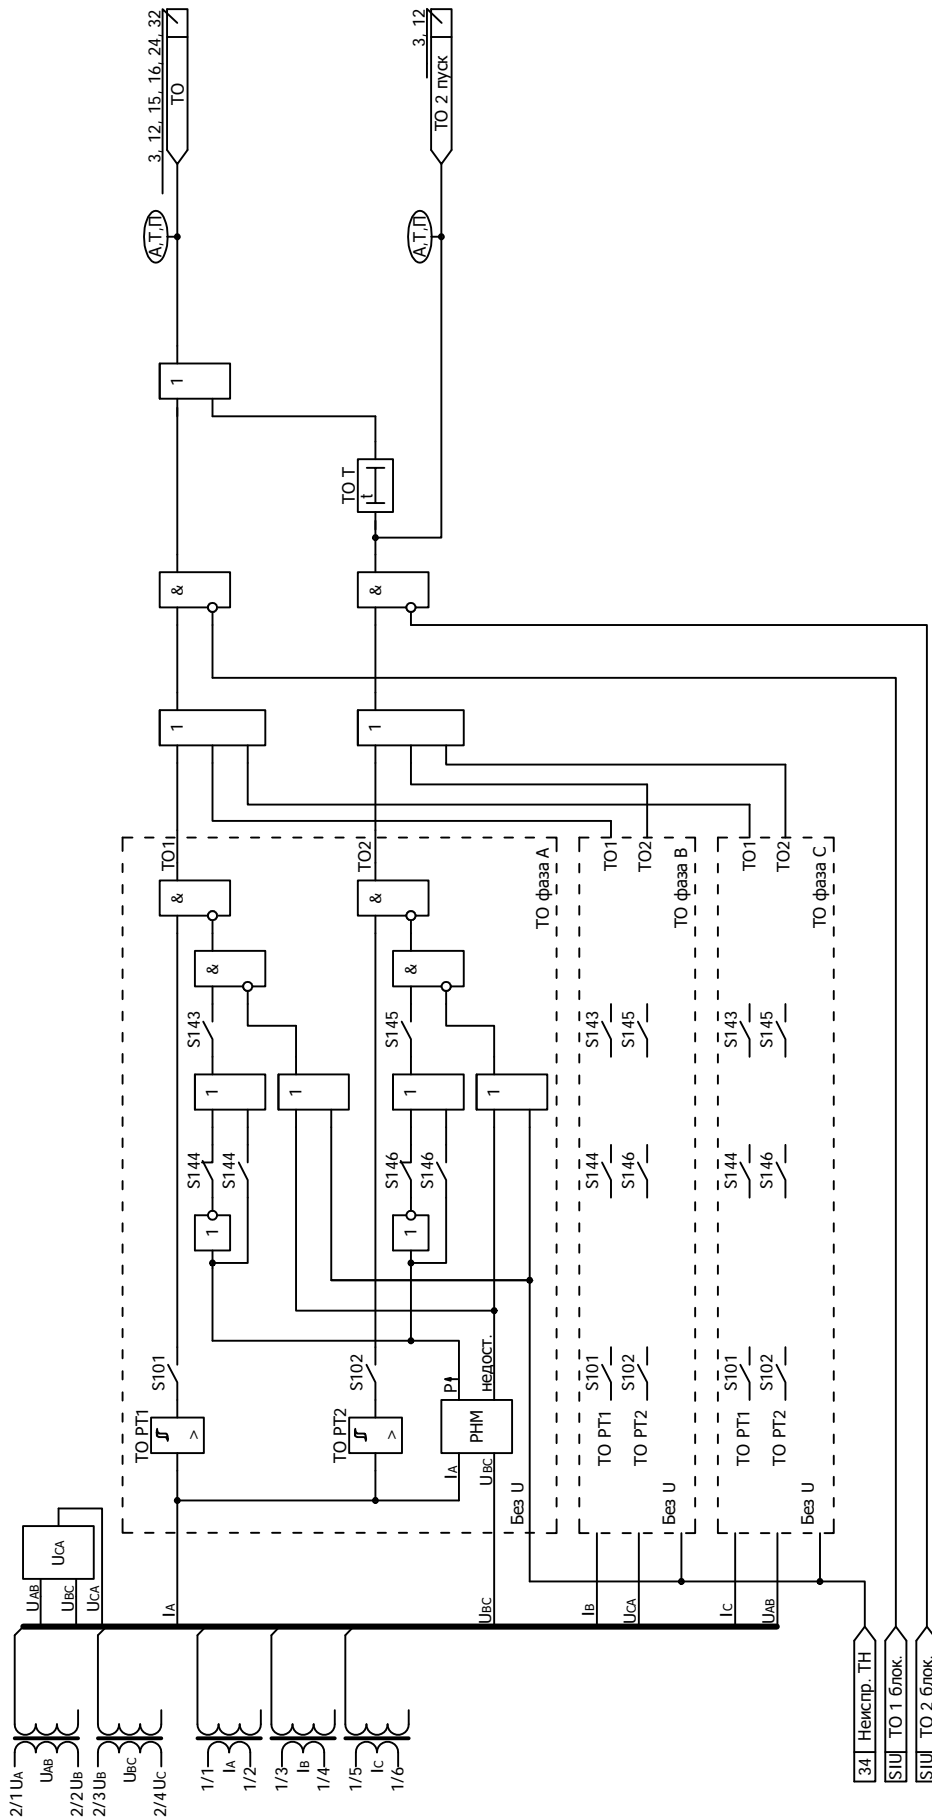 3, 12, 15, 16, 24, 32
ТО
3, 12
ТО 2 пуск
А,Т,П
А,Т,П
1
ТО Т
t
&
&
1
1
ТО1
ТО2
&
&
&
&
ТО фаза А
S143
S145
1
1
1
1
S144
S144
S146
S146
1
1
S101
S102
ТО РТ1
>
ТО РТ2
>
РНМ
P
недост.
IA
UBC
Без U
ТО1
ТО2
ТО фаза В
S143
S145
S144
S146
S101
S102
ТО РТ1
ТО РТ2
Без U
ТО1
ТО2
ТО фаза С
S143
S145
S144
S146
S101
S102
ТО РТ1
ТО РТ2
Без U
UCA
UAB
UBC
UCA
IA
UBC
IB
UCA
IC
UAB
2/1 UA
UAB
2/2 UB
2/3 UB
UBC
2/4 UC
1/1
IA
1/2
1/3
IB
1/4
1/5
IC
1/6
34 Неиспр. ТН
SIU ТО 1 блок.
SIU ТО 2 блок.